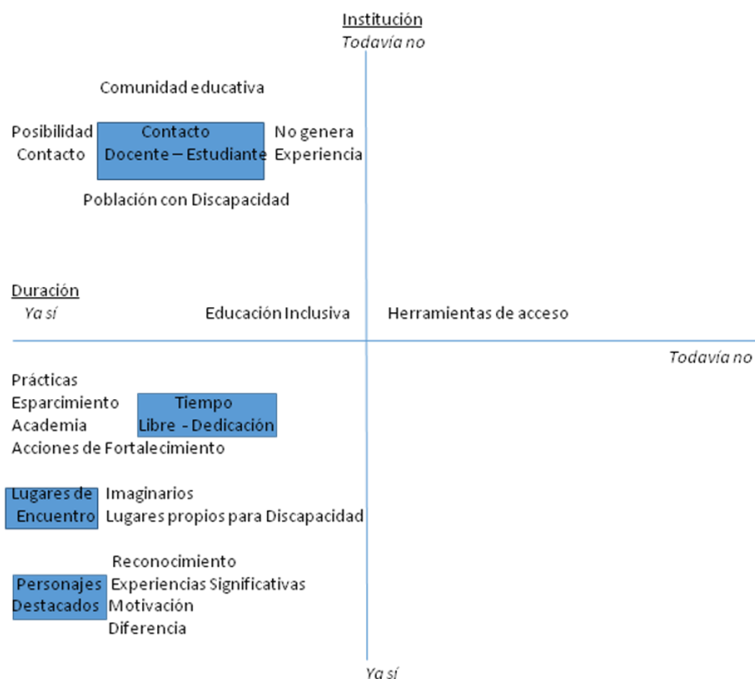 Institución
Todavía no
Comunidad educativa
Posibilidad Contacto No genera
Contacto Docente – Estudiante Experiencia
Población con Discapacidad
Duración
Ya sí Educación Inclusiva Herramientas de acceso
Todavía no
Prácticas
Esparcimiento Tiempo
Academia Libre - Dedicación
Acciones de Fortalecimiento
Lugares de Imaginarios
Encuentro Lugares propios para Discapacidad
Reconocimiento
Personajes Experiencias Significativas
Destacados Motivación
Diferencia
Ya sí